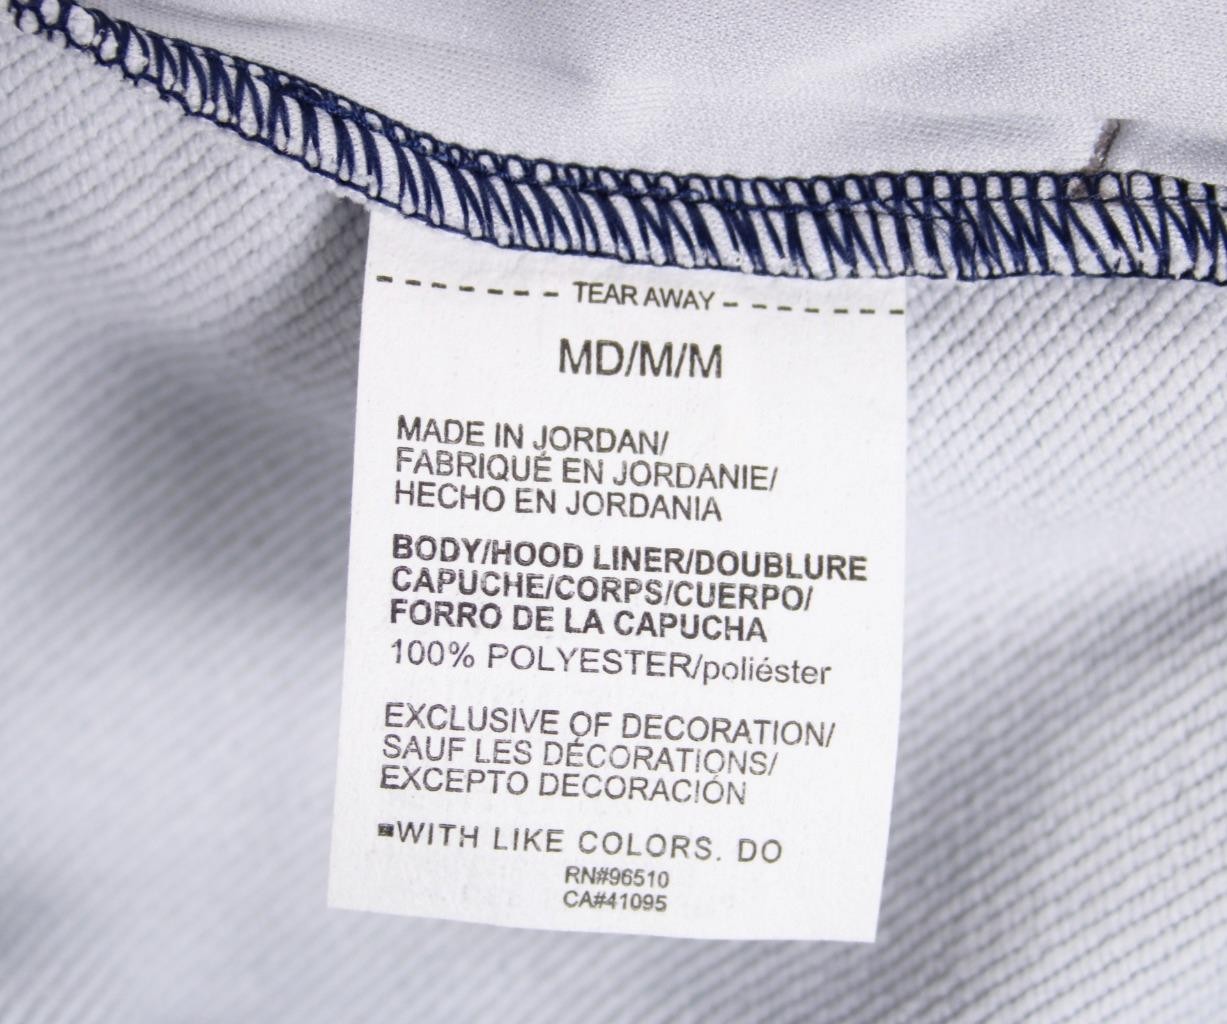 TEAR AWAY
MD/M/M
MADE IN JORDAN/
FABRIQUÉ EN JORDANIE/
HECHO EN JORDANIA
BODY/HOOD LINER/DOUBLURE
CAPUCHE/CORPS/CUERPO/
FORRO DE LA CAPUCHA
100% POLYESTER/poliéster
EXCLUSIVE OF DECORATION/
SAUF LES DÉCORATIONS/
EXCEPTO DECORACIÓN
WITH LIKE COLORS. DO
RN#96510
CA#41095